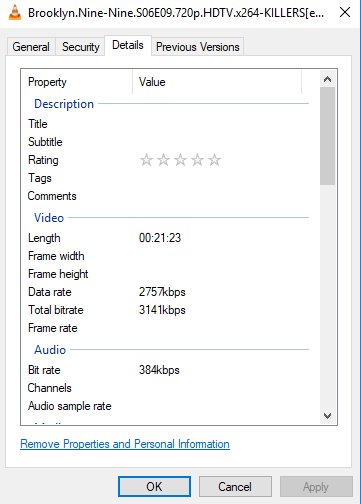 Brooklyn.Nine-Nine.S06E09.720p.HDTV.x264-KILLERS[e...
General Security Details Previous Versions
Property Value
Description
Title
Subtitle
Rating
Tags
Comments
Video
Length 00:21:23
Frame width
Frame height
Data rate 2757kbps
Total bitrate 3141kbps
Frame rate
Audio
Bit rate 384kbps
Channels
Audio sample rate
Remove Properties and Personal Information
OK Cancel Apply